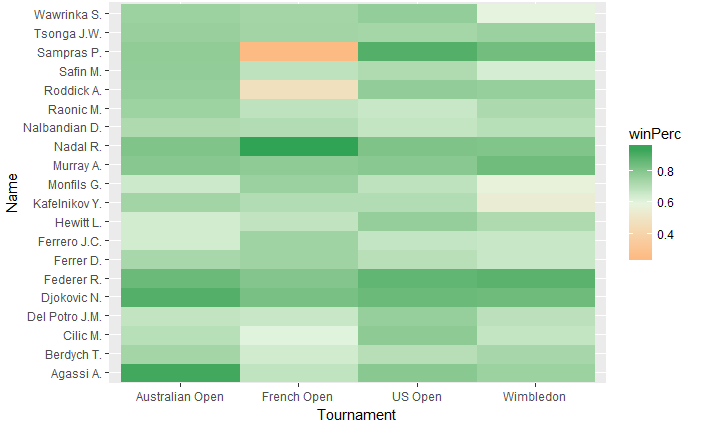 Wawrinka S.
Tsonga J.W.
Sampras P.
Safin M.
Roddick A.
Raonic M.
Nalbandian D.
Nadal R.
Murray A.
Monfils G.
Kafelnikov Y.
Hewitt L.
Ferrero J.C.
Ferrer D.
Federer R.
Djokovic N.
Del Potro J.M.
Cilic M.
Berdych T.
Agassi A.
Name
Australian Open French Open US Open Wimbledon
Tournament
winPerc
0.8
0.6
0.4